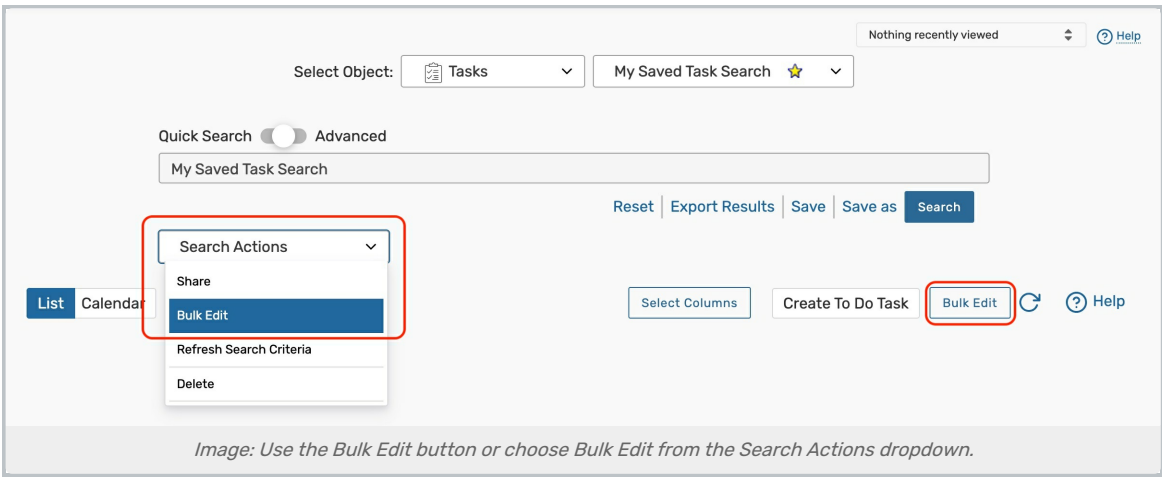 Nothing recently viewed
Help
Select Object: Tasks My Saved Task Search
Quick Search Advanced
My Saved Task Search
Reset Export Results Save Save as Search
Search Actions
Share
Bulk Edit
Refresh Search Criteria
Delete
List Calendar
Select Columns Create To Do Task Bulk Edit Help
Image: Use the Bulk Edit button or choose Bulk Edit from the Search Actions dropdown.